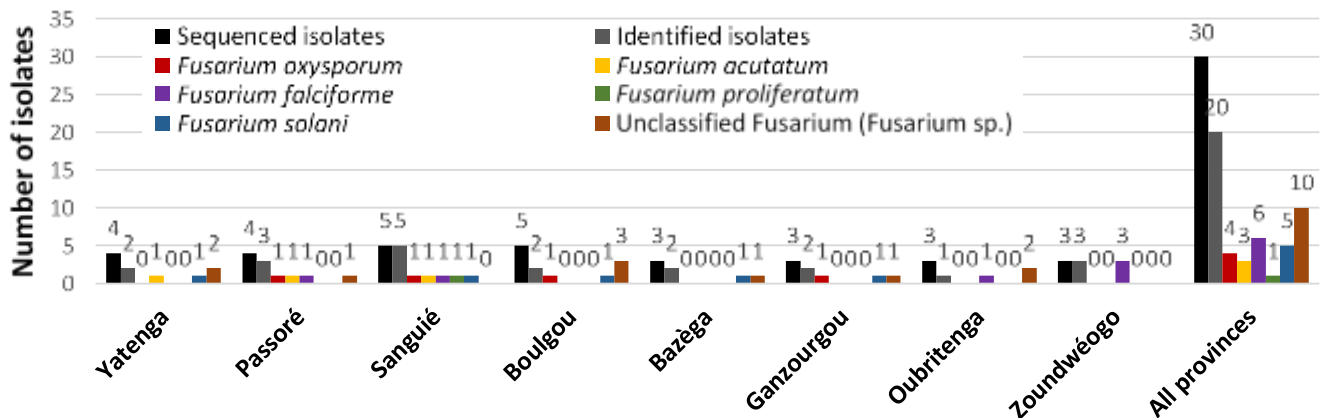 Number of isolates
35
30
25
20
15
10
5
0
Sequenced isolates
Identified isolates
Fusarium oxysporum
Fusarium acutatum
Fusarium falciforme
Fusarium proliferatum
Fusarium solani
Unclassified Fusarium (Fusarium sp.)
4 2 0 1 0 0 1 2
4 3 1 1 1 0 0 1
5 5 1 1 1 1 1 0
5 2 1 0 0 0 1 3
3 2 0 0 0 0 1 1
3 2 1 0 0 0 1 1
3 1 0 0 1 0 0 2
3 3 0 0 3 0 0 0
30 20 4 3 6 1 5 10
Yatenga
Passoré
Sanguié
Boulgou
Bazèga
Ganzourgou
Oubritenga
Zoundwéogo
All provinces